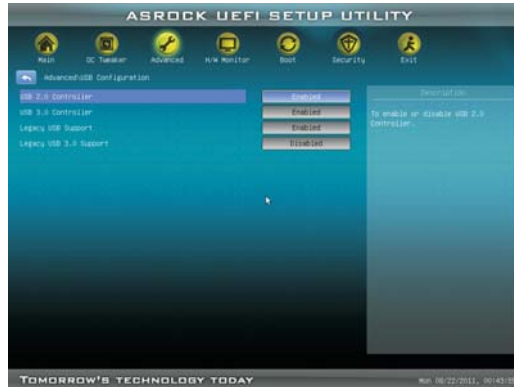 ASROCK UEFI SETUP UTILITY
Main OC Tweaker Advanced H/W Monitor Boot Security Exit
Advanced\USB Configuration
USB 2.0 Controller Enabled
USB 3.0 Controller Enabled
Legacy USB Support Enabled
Legacy USB 3.0 Support Disabled
Description
To enable or disable USB 2.0
Controller.
TOMORROW'S TECHNOLOGY TODAY
Mon 08/22/2011, 00:43: